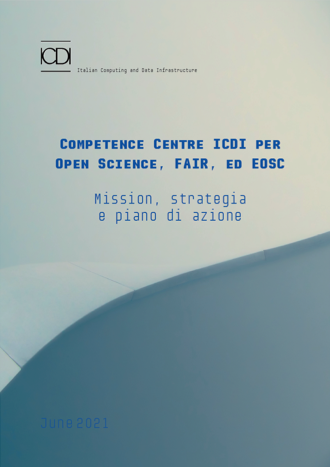 ICDI
Italian Computing and Data Infrastructure
Competence Centre ICDI per
Open Science, FAIR, ed EOSC
Mission, strategia
e piano di azione
June 2021